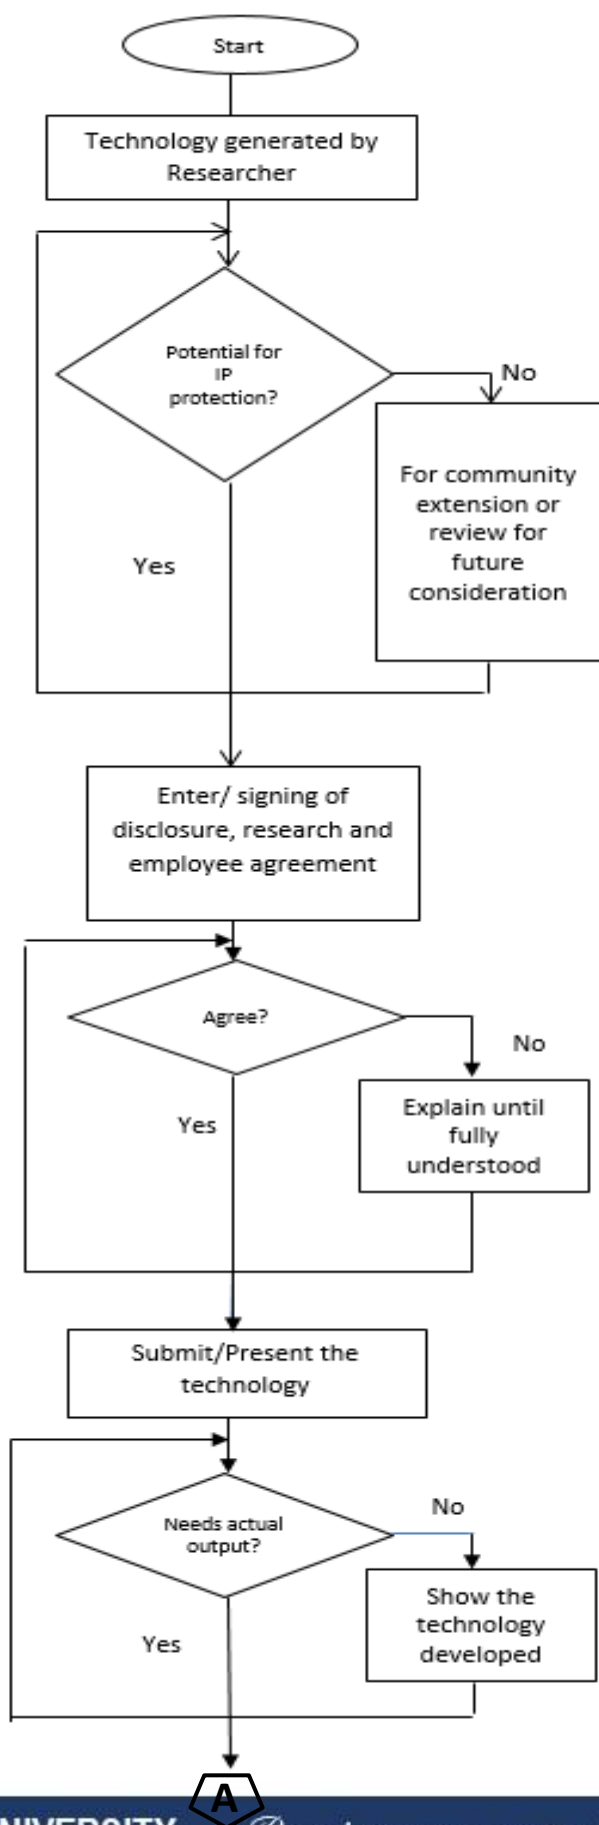 Start
Technology generated by
Researcher
Potential for
IP
protection?
No
For community
extension or
review for
future
consideration
Yes
Enter/ signing of
disclosure, research and
employee agreement
Agree?
No
Explain until
fully
understood
Yes
Submit/Present the
technology
Needs actual
output?
No
Show the
technology
developed
Yes
A